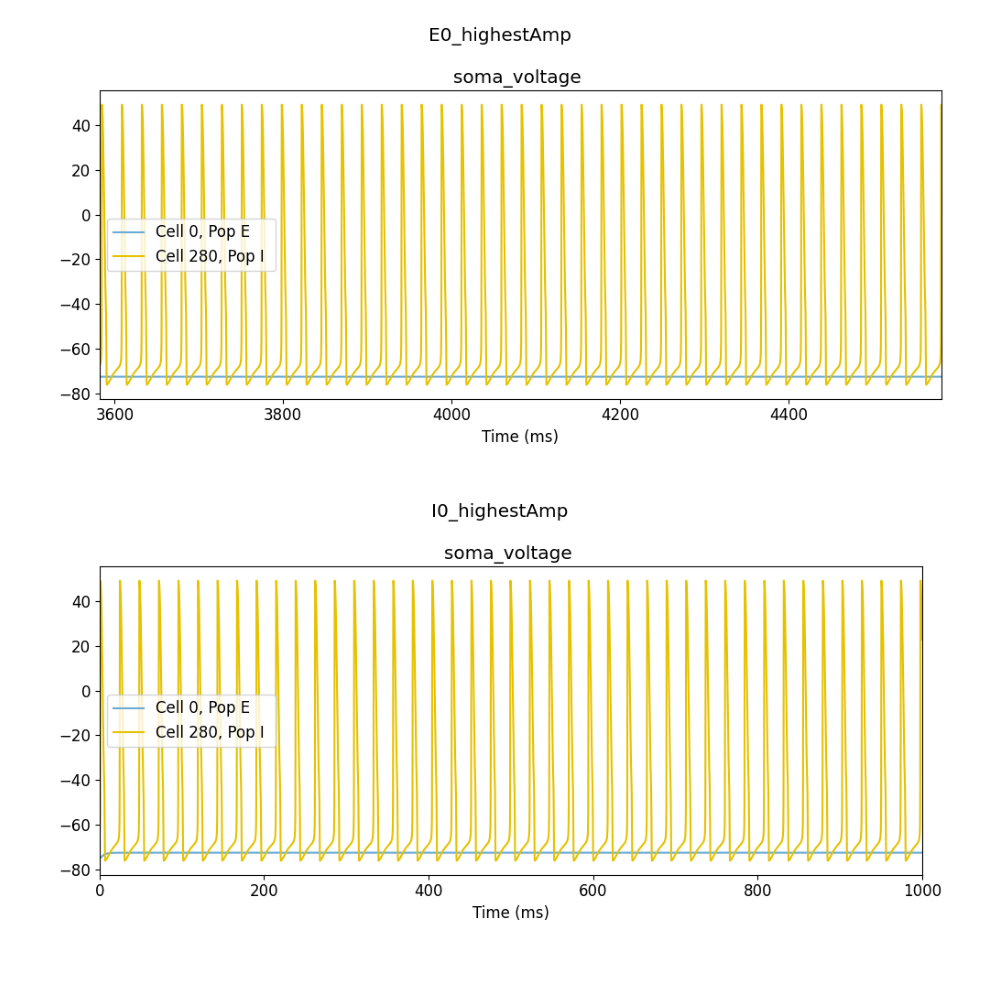 E0_highestAmp
soma_voltage
40
20
0
−20
−40
−60
−80
Cell 0, Pop E
Cell 280, Pop I
3600 3800 4000 4200 4400
Time (ms)
I0_highestAmp
soma_voltage
40
20
0
−20
−40
−60
−80
Cell 0, Pop E
Cell 280, Pop I
0 200 400 600 800 1000
Time (ms)